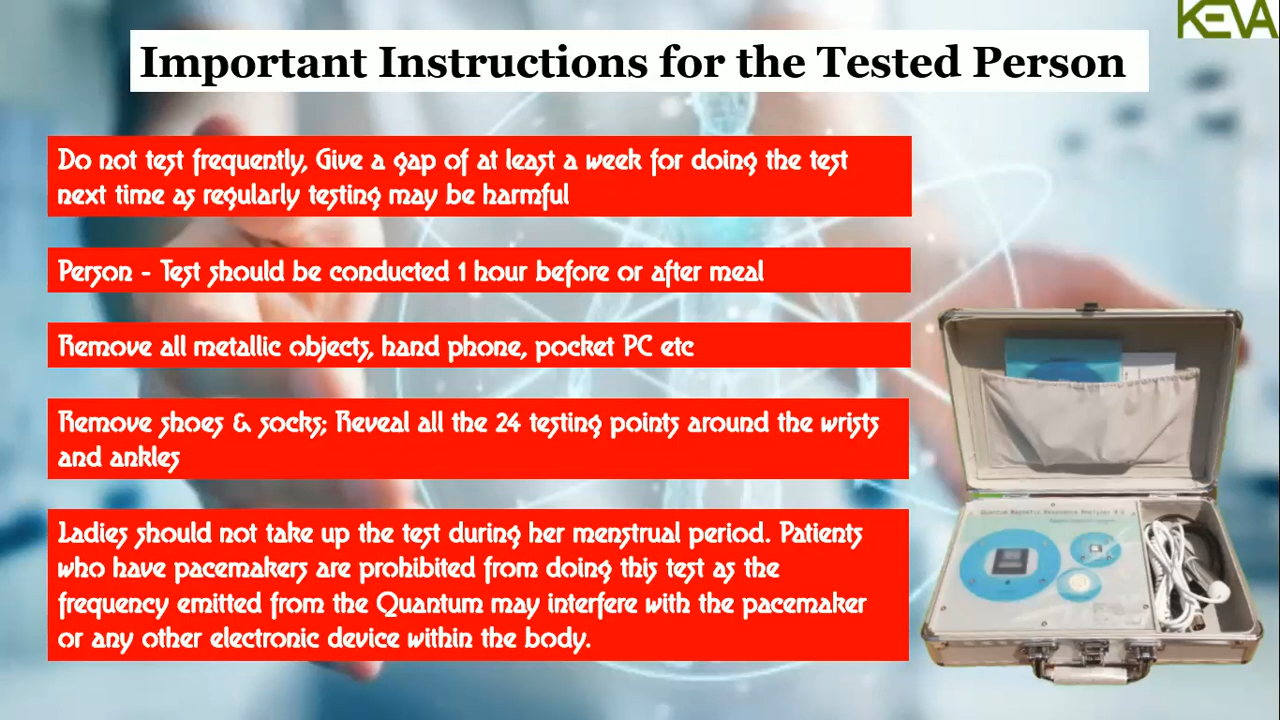 KEVA
Important Instructions for the Tested Person
Do not test frequently, Give a gap of at least a week for doing the test
next time as regularly testing may be harmful
Person - Test should be conducted 1 hour before or after meal
Remove all metallic objects, hand phone, pocket PC etc
Remove shoes & socks; Reveal all the 24 testing points around the wrists
and ankles
Quantum Magnetic Resonance Analyzer
Ladies should not take up the test during her menstrual period. Patients
who have pacemakers are prohibited from doing this test as the
frequency emitted from the Quantum may interfere with the pacemaker
or any other electronic device within the body.